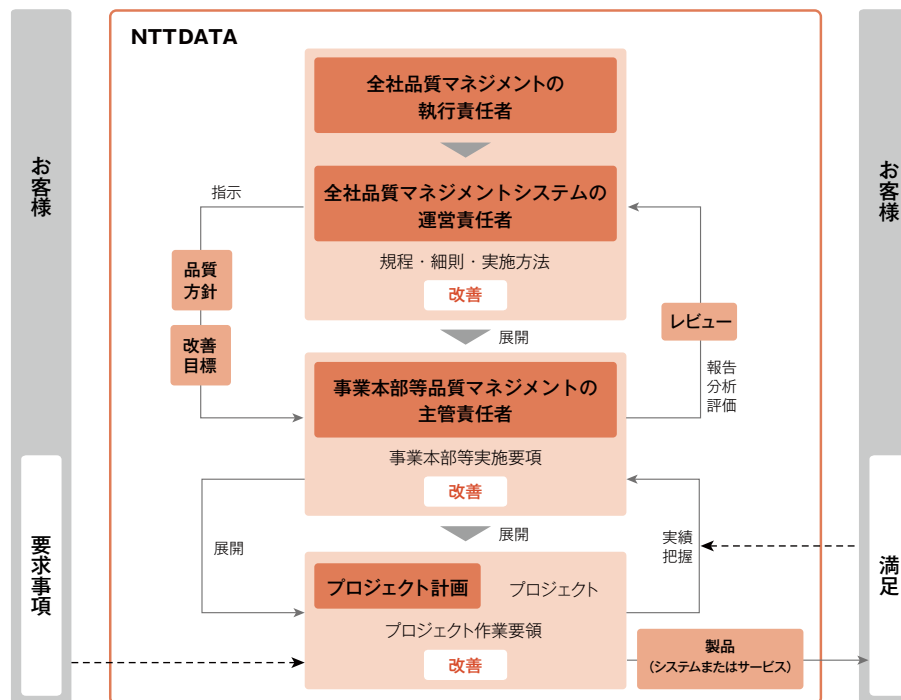 NTTDATA
お客様
要求事項
全社品質マネジメントの
執行責任者
全社品質マネジメントシステムの
運営責任者
規程・細則・実施方法
改善
指示
品質
方針
改善
目標
展開
レビュー
報告
分析
評価
事業本部等品質マネジメントの
主管責任者
事業本部等実施要項
改善
展開
展開
実績
把握
プロジェクト計画
プロジェクト
プロジェクト作業要領
改善
製品
（システムまたはサービス）
お客様
満足